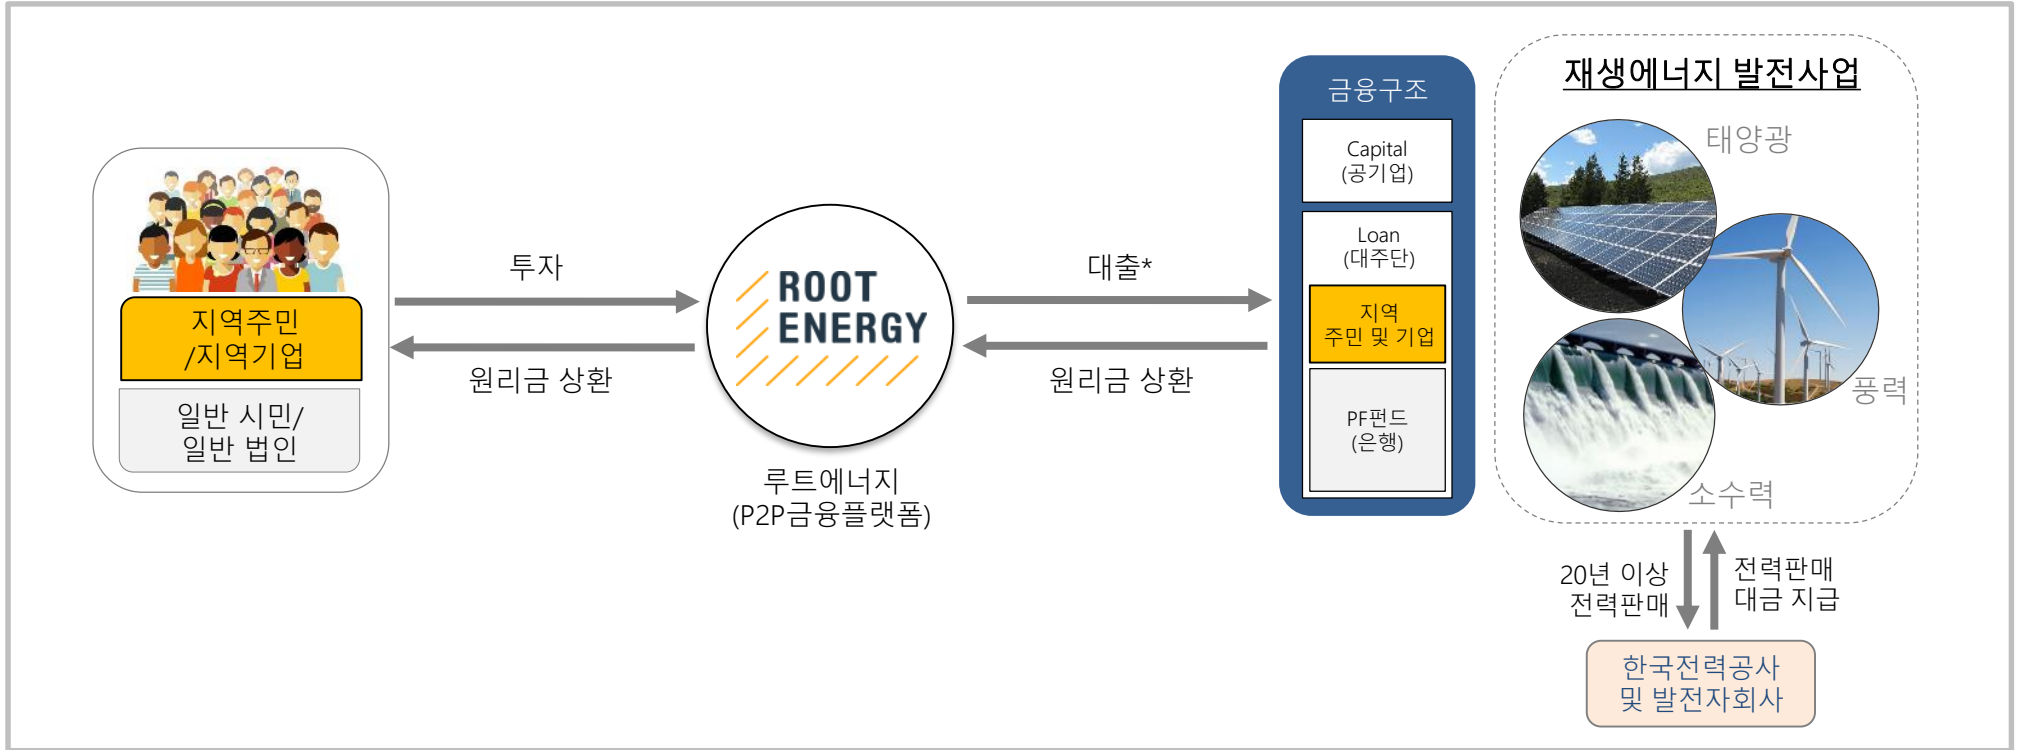 지역주민
/지역기업
일반 시민/
일반 법인
투자
원리금 상환
ROOT
ENERGY
루트에너지
(P2P금융플랫폼)
대출*
원리금 상환
금융구조
Capital
(공기업)
Loan
(대주단)
지역
주민 및 기업
PF펀드
(은행)
재생에너지 발전사업
태양광
풍력
소수력
20년 이상
전력판매
전력판매
대금 지급
한국전력공사
및 발전자회사